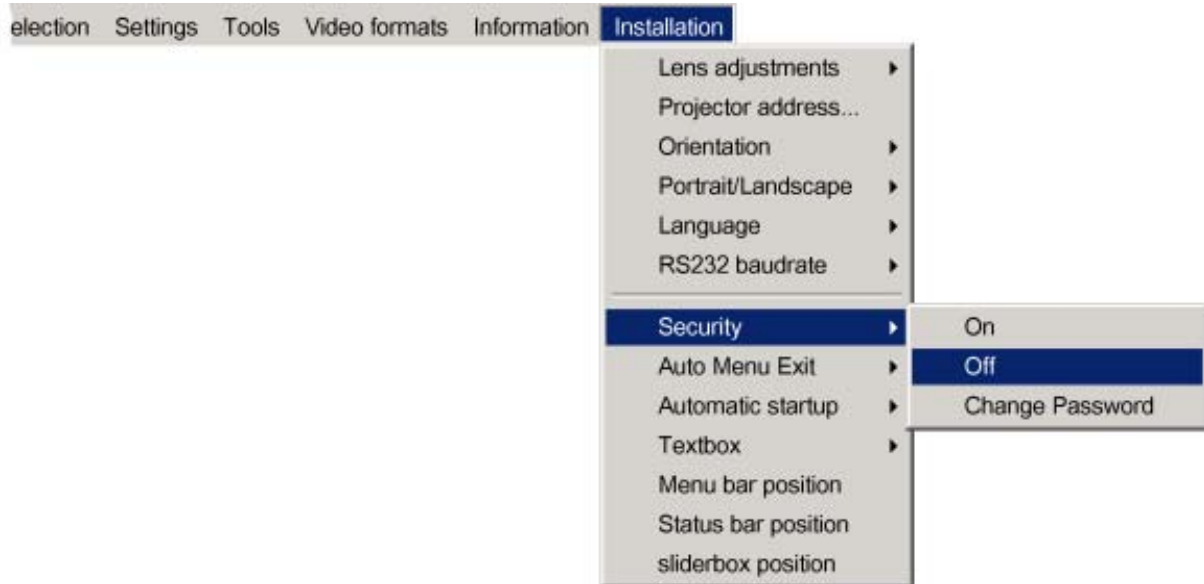 election Settings Tools Video formats Information Installation
Lens adjustments
Projector address...
Orientation
Portrait/Landscape
Language
RS232 baudrate
Security
On
Auto Menu Exit
Off
Automatic startup
Change Password
Textbox
Menu bar position
Status bar position
sliderbox position